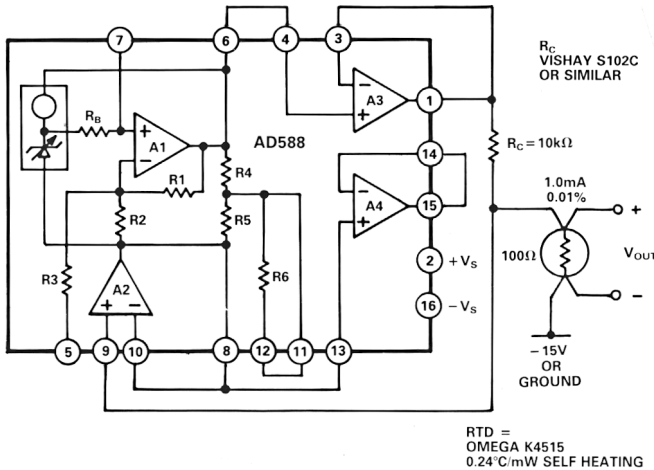 7
6
4
3
R_C
VISHAY S102C
OR SIMILAR
A3
−
+
1
R_B
+
A1
−
AD588
R_C = 10kΩ
14
R4
R1
−
A4
+
15
1.0mA
0.01%
+
R2
R5
100Ω
V_OUT
R3
R6
2
+V_S
A2
+
−
16
−V_S
−
5
9
10
8
12
11
13
−15V
OR
GROUND
RTD =
OMEGA K4515
0.24°C/mW SELF HEATING